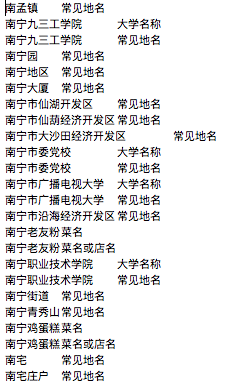 南孟镇 常见地名
南宁九三工学院 大学名称
南宁九三工学院 常见地名
南宁园 常见地名
南宁地区 常见地名
南宁大厦 常见地名
南宁市仙湖开发区 常见地名
南宁市仙葫经济开发区 常见地名
南宁市大沙田经济开发区 常见地名
南宁市委党校 大学名称
南宁市委党校 常见地名
南宁市广播电视大学 大学名称
南宁市广播电视大学 常见地名
南宁市沿海经济开发区 常见地名
南宁老友粉 菜名
南宁老友粉 菜名或店名
南宁职业技术学院 大学名称
南宁职业技术学院 常见地名
南宁街道 常见地名
南宁青秀山 常见地名
南宁鸡蛋糕 菜名
南宁鸡蛋糕 菜名或店名
南宅 常见地名
南宅庄户 常见地名